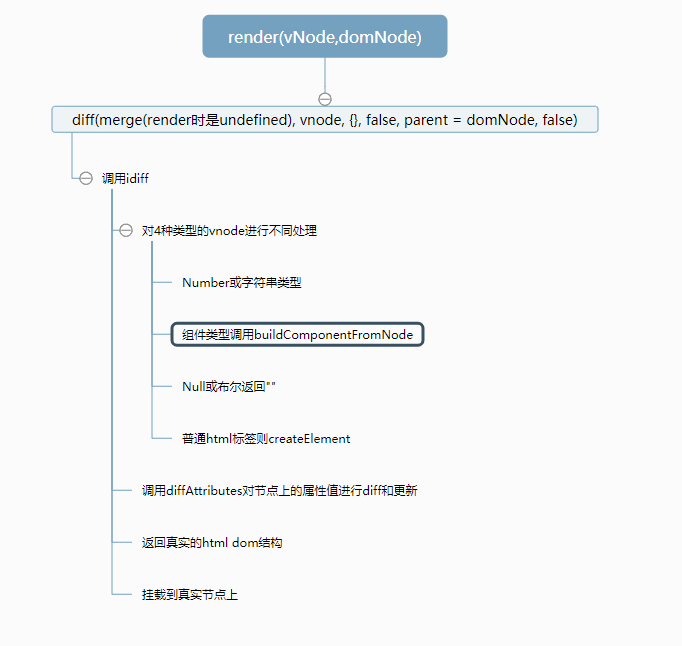 render(vNode,domNode)
diff(merge(render时是undefined), vnode, {}, false, parent = domNode, false)
调用idiff
对4种类型的vnode进行不同处理
Number或字符串类型
组件类型调用buildComponentFromNode
Null或布尔返回""
普通html标签则createElement
调用diffAttributes对节点上的属性值进行diff和更新
返回真实的html dom结构
挂载到真实节点上